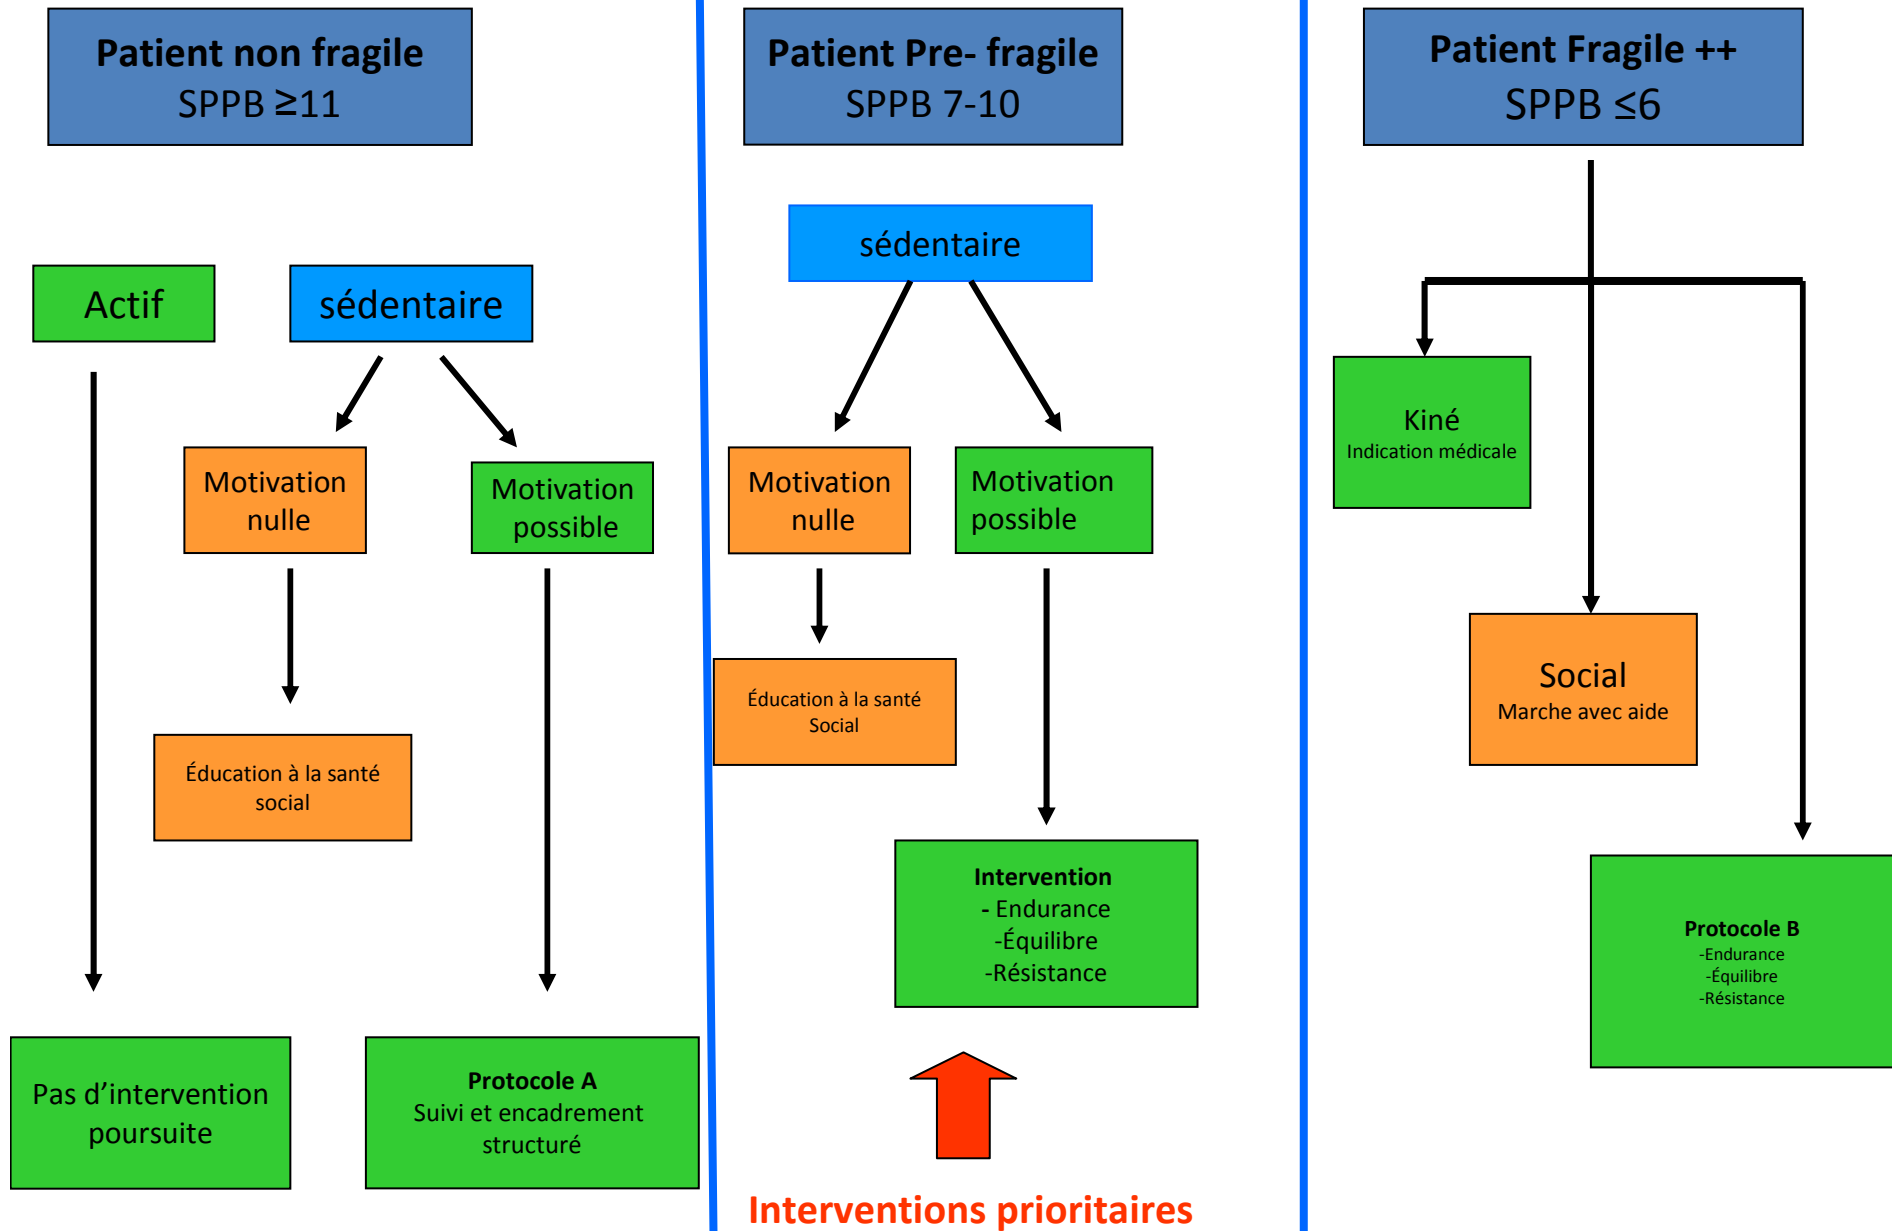 Patient non fragile
SPPB ≥11
Actif
sédentaire
Motivation
nulle
Motivation
possible
Éducation à la santé
social
Pas d’intervention
poursuite
Protocole A
Suivi et encadrement
structuré
Patient Pre- fragile
SPPB 7-10
sédentaire
Motivation
nulle
Motivation
possible
Éducation à la santé
Social
Intervention
- Endurance
-Équilibre
-Résistance
Interventions prioritaires
Patient Fragile ++
SPPB ≤6
Kiné
Indication médicale
Social
Marche avec aide
Protocole B
-Endurance
-Équilibre
-Résistance